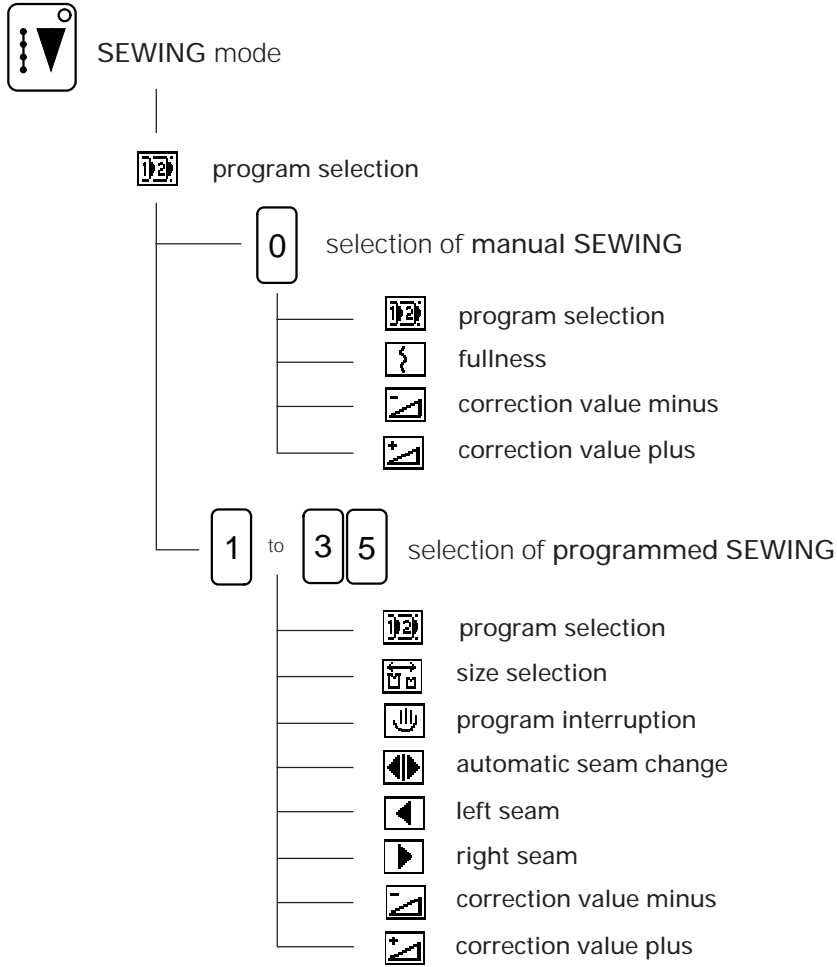 SEWING mode
program selection
0 selection of manual SEWING
program selection
fullness
correction value minus
correction value plus
1 to 3 5 selection of programmed SEWING
program selection
size selection
program interruption
automatic seam change
left seam
right seam
correction value minus
correction value plus